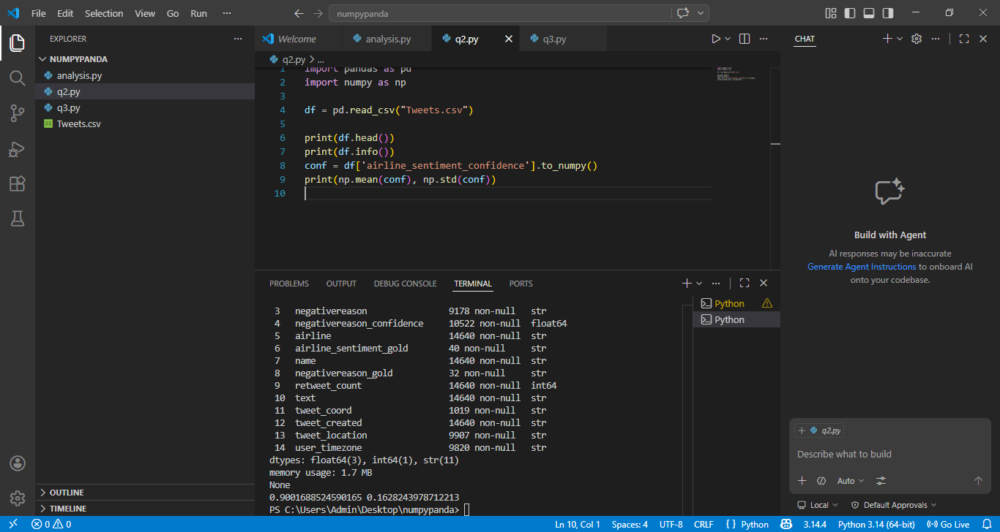 File Edit Selection View Go Run ···
numpypanda
EXPLORER ···
NUMPYPANDA
analysis.py
q2.py
q3.py
Tweets.csv
OUTLINE
TIMELINE
Welcome analysis.py q2.py q3.py
q2.py > ...
1 import pandas as pd
2 import numpy as np
3
4 df = pd.read_csv("Tweets.csv")
5
6 print(df.head())
7 print(df.info())
8 conf = df['airline_sentiment_confidence'].to_numpy()
9 print(np.mean(conf), np.std(conf))
10
PROBLEMS OUTPUT DEBUG CONSOLE TERMINAL PORTS
3 negativereason 9178 non-null str
4 negativereason_confidence 10522 non-null float64
5 airline 14640 non-null str
6 airline_sentiment_gold 40 non-null str
7 name 14640 non-null str
8 negativereason_gold 32 non-null str
9 retweet_count 14640 non-null int64
10 text 14640 non-null str
11 tweet_coord 1019 non-null str
12 tweet_created 14640 non-null str
13 tweet_location 9907 non-null str
14 user_timezone 9820 non-null str
dtypes: float64(3), int64(1), str(11)
memory usage: 1.7 MB
None
0.9001688524590165 0.1628243978712213
PS C:\Users\Admin\Desktop\numpypanda>
Python
Python
CHAT
Build with Agent
AI responses may be inaccurate
Generate Agent Instructions to onboard AI
onto your codebase.
q2.py
Describe what to build
Auto
Local Default Approvals
0 0 Ln 10, Col 1 Spaces: 4 UTF-8 CRLF {} Python 3.14.4 Python 3.14 (64-bit) Go Live